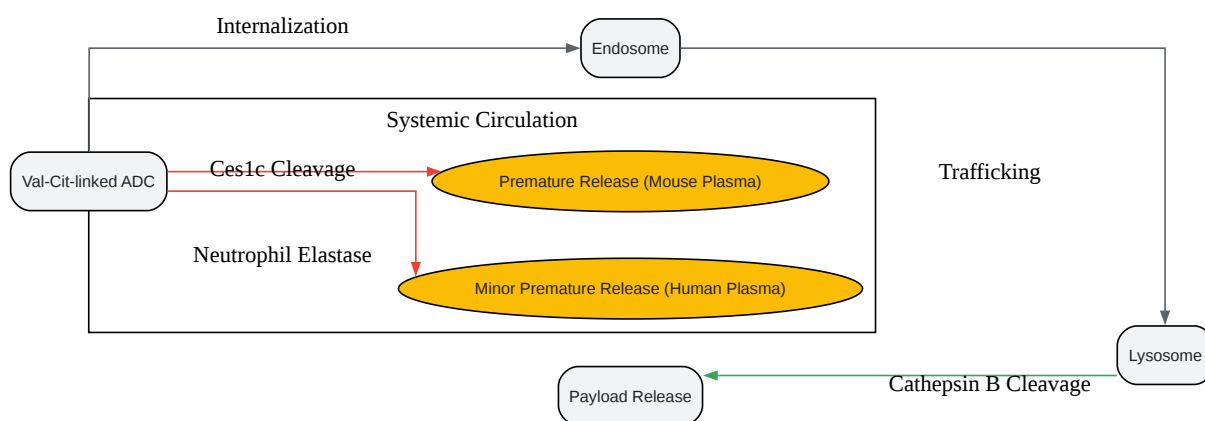 Internalization
Endosome
Systemic Circulation
Val-Cit-linked ADC
Ces1c Cleavage
Premature Release (Mouse Plasma)
Trafficking
Neutrophil Elastase
Minor Premature Release (Human Plasma)
Lysosome
Cathepsin B Cleavage
Payload Release